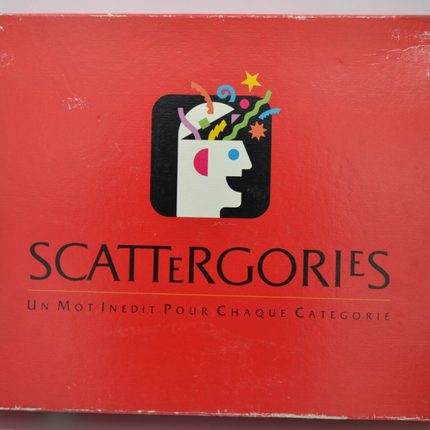 SCATTERGORIES
UN MOT INEDIT POUR CHAQUE CATEGORIE